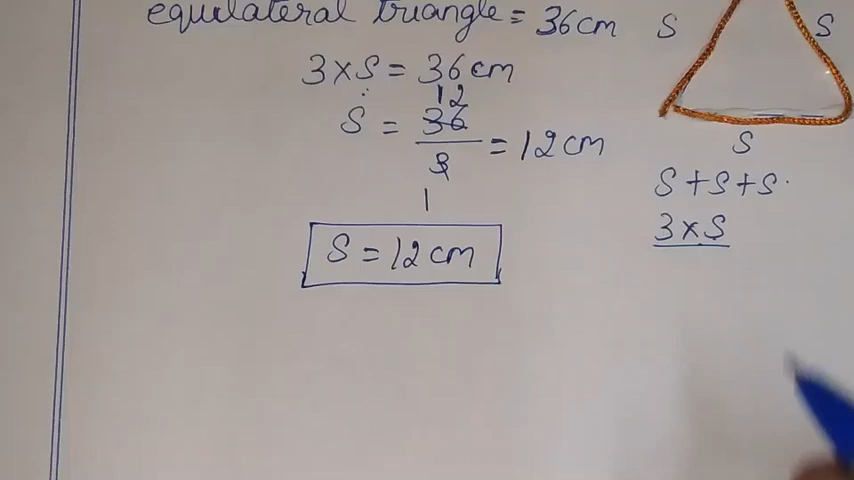 equilateral triangle = 36cm
3×S = 36cm
12
S = 36/3 = 12cm
1
S = 12cm
S
S
S
S+S+S
3×S